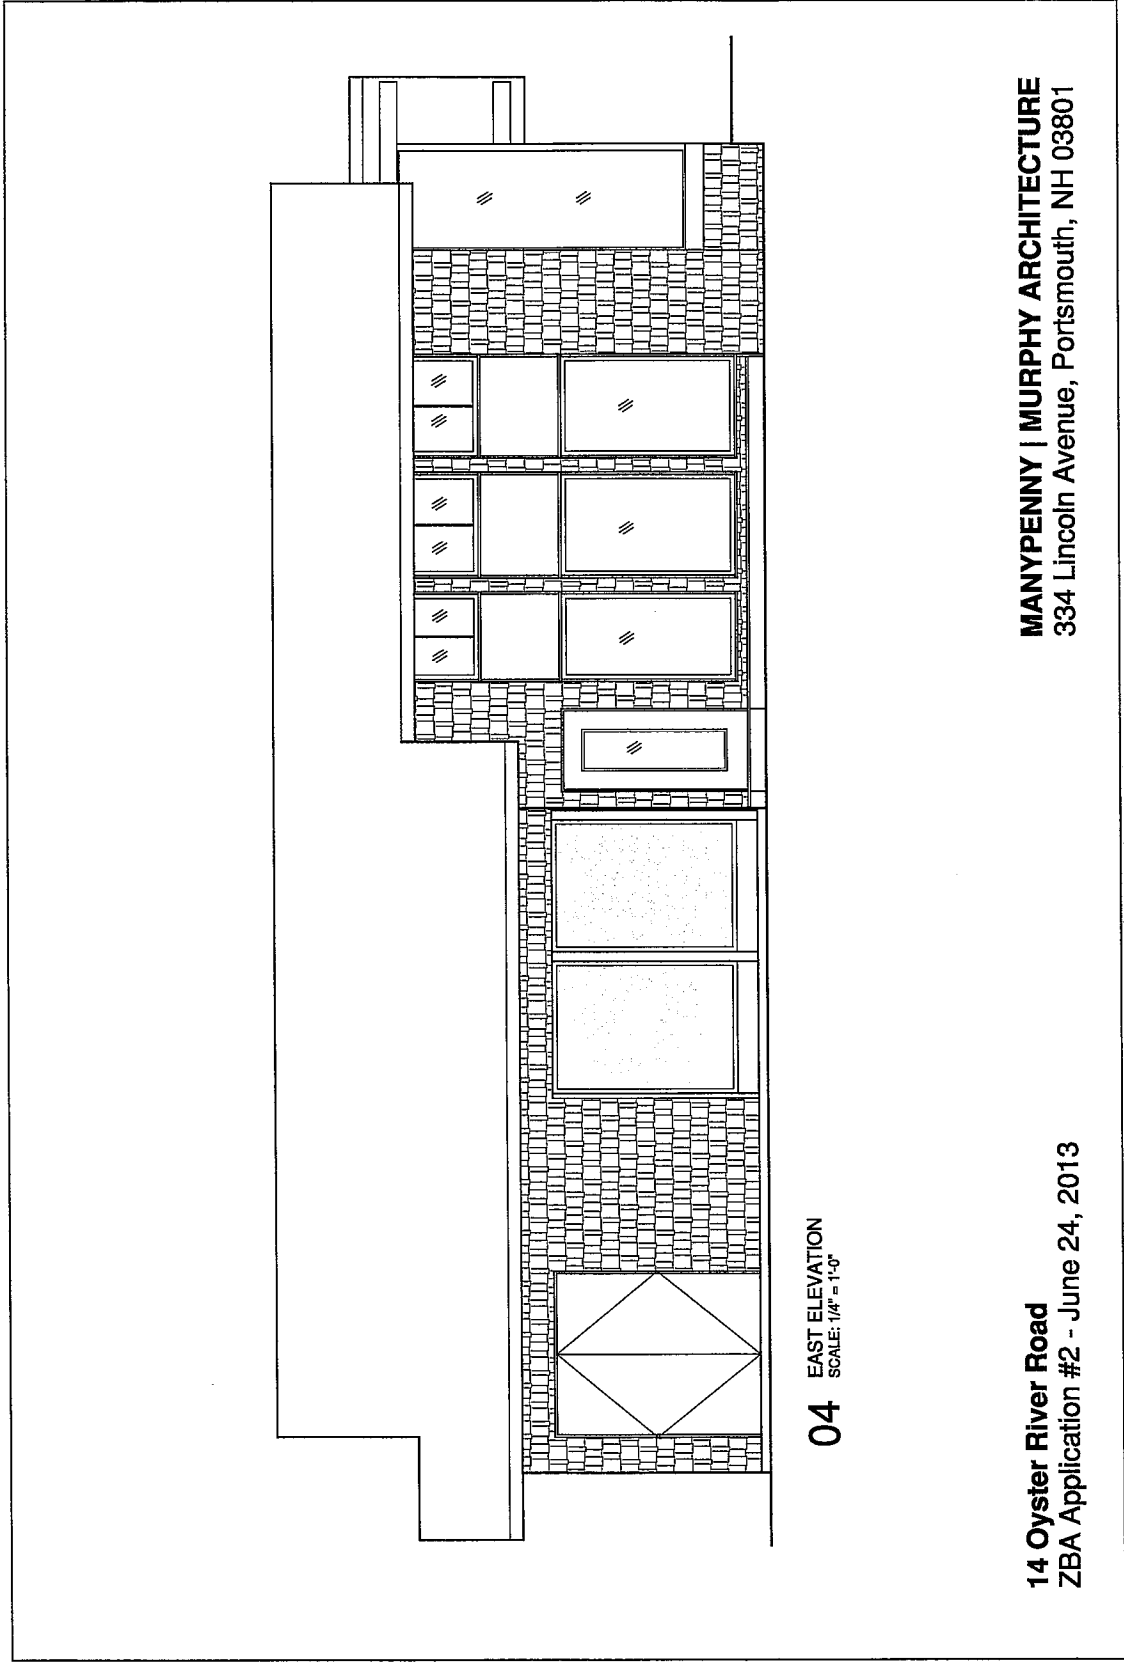 04
EAST ELEVATION
SCALE: 1/4" = 1'-0"
14 Oyster River Road
ZBA Application #2 - June 24, 2013
MANYPENNY | MURPHY ARCHITECTURE
334 Lincoln Avenue, Portsmouth, NH 03801